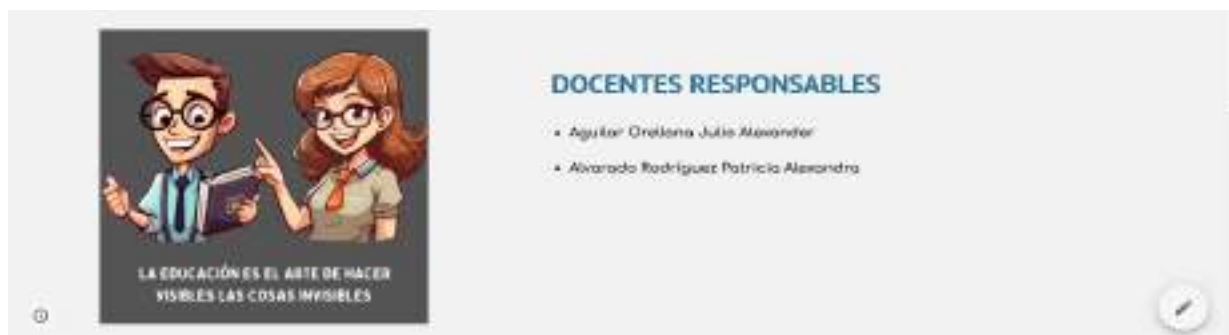 LA EDUCACIÓN ES EL ARTE DE HACER
VISIBLES LAS COSAS INVISIBLES
DOCENTES RESPONSABLES
• Aguilar Orellana Julio Alexander
• Alvarado Rodríguez Patricia Alexandra